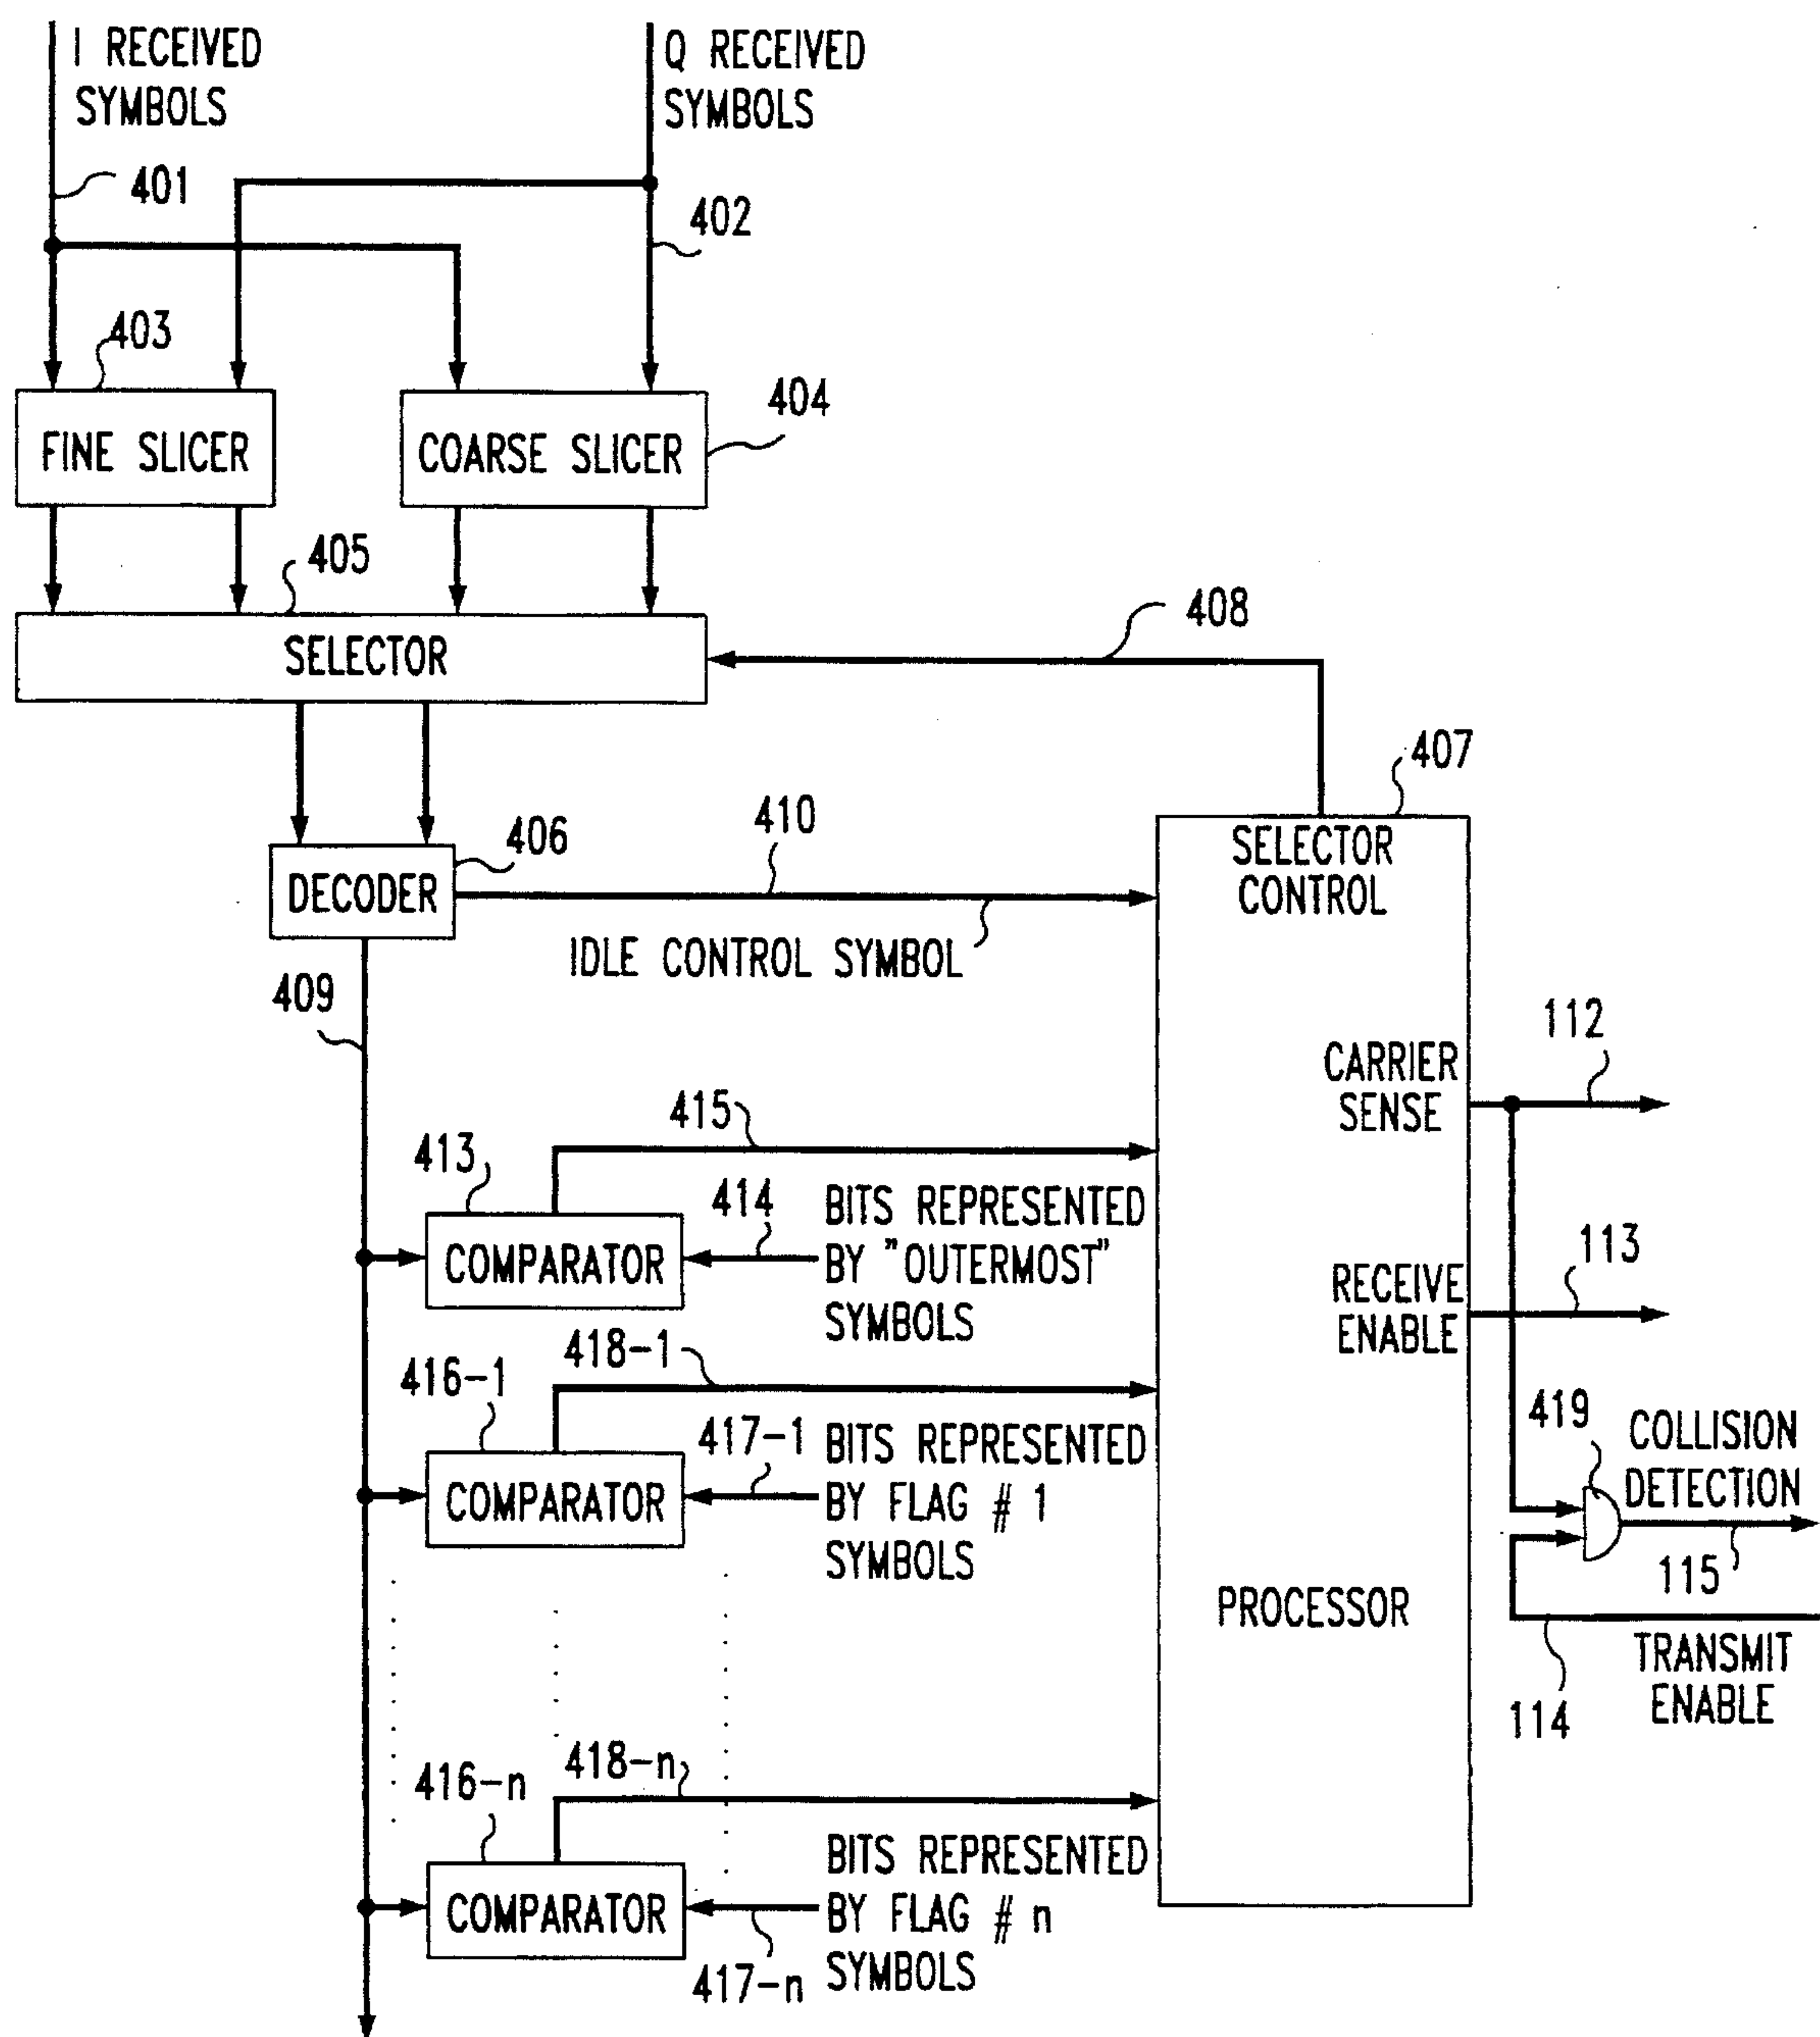 I RECEIVED
SYMBOLS
Q RECEIVED
SYMBOLS
401
402
403
FINE SLICER
COARSE SLICER
404
405
SELECTOR
408
407
406
DECODER
410
IDLE CONTROL SYMBOL
SELECTOR
CONTROL
409
CARRIER
SENSE
112
415
413
COMPARATOR
414
BITS REPRESENTED
BY "OUTERMOST"
SYMBOLS
RECEIVE
ENABLE
113
418-1
416-1
COMPARATOR
417-1
BITS REPRESENTED
BY FLAG # 1
SYMBOLS
419
COLLISION
DETECTION
115
PROCESSOR
114
TRANSMIT
ENABLE
418-n
416-n
COMPARATOR
417-n
BITS REPRESENTED
BY FLAG # n
SYMBOLS